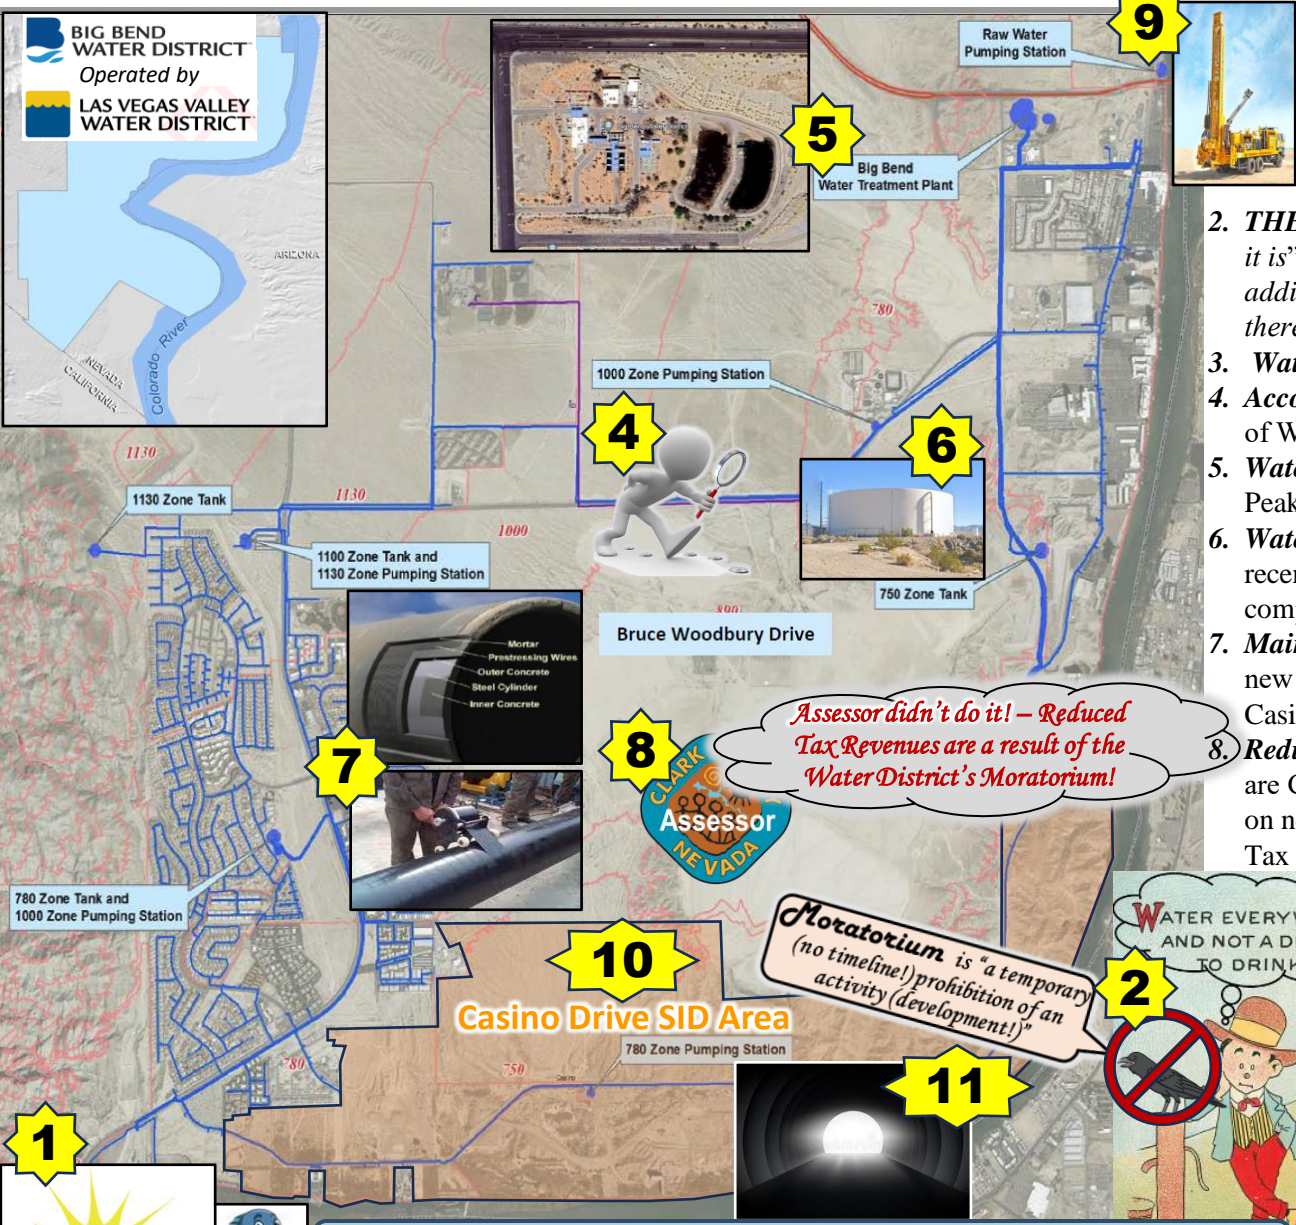 BIG BEND
WATER DISTRICT
Operated by
LAS VEGAS VALLEY
WATER DISTRICT
ARIZONA
NEVADA
CALIFORNIA
Colorado River
5
Raw Water
Pumping Station
9
Big Bend
Water Treatment Plant
780
1000 Zone Pumping Station
4
6
1130
1130 Zone Tank
1130
1000
1100 Zone Tank and
1130 Zone Pumping Station
750 Zone Tank
890
Bruce Woodbury Drive
Mortar
Prestressing Wires
Outer Concrete
Steel Cylinder
Inner Concrete
7
8
CLARK
Assessor
NEVADA
Assessor didn't do it! – Reduced
Tax Revenues are a result of the
Water District's Moratorium!
780 Zone Tank and
1000 Zone Pumping Station
10
Casino Drive SID Area
780 Zone Pumping Station
750
780
Moratorium is "a temporary
(no timeline!) prohibition of an
activity (development!)"
2
11
1
2. THE
it is"
addi
there
3. Wat
4. Acco
of W
5. Wate
Peak
6. Wate
recen
comp
7. Main
new
Casi
8. Redu
are C
on n
Tax
WATER EVERYW
AND NOT A D
TO DRINK